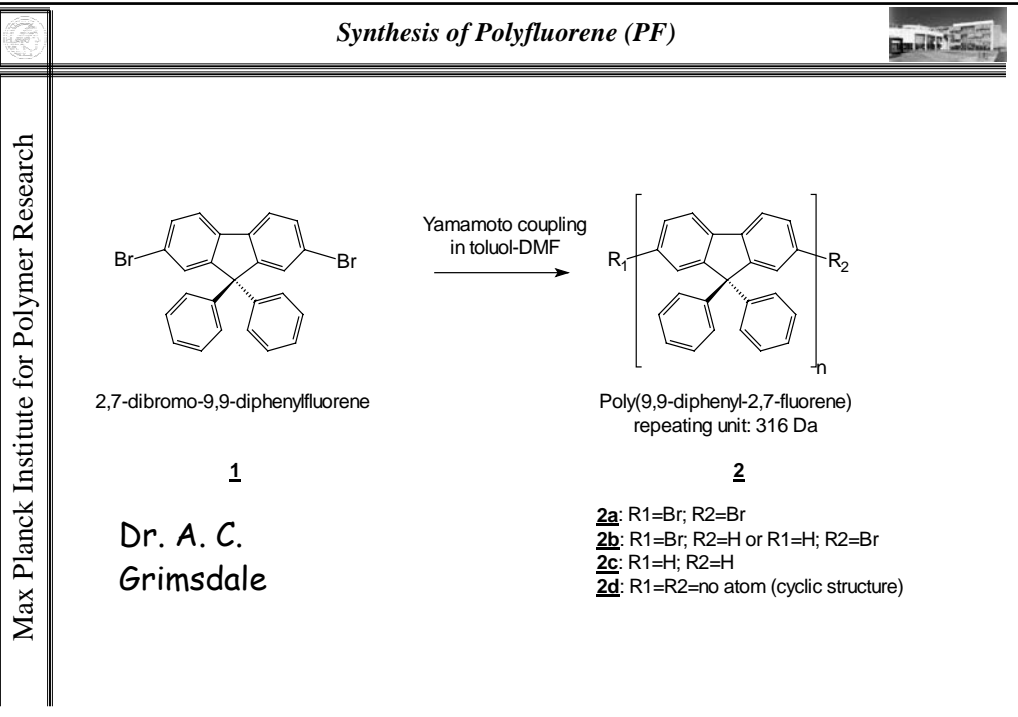 Synthesis of Polyfluorene (PF)
Max Planck Institute for Polymer Research
Br
Br
Yamamoto coupling
in toluol-DMF
R1
R2
n
2,7-dibromo-9,9-diphenylfluorene
Poly(9,9-diphenyl-2,7-fluorene)
repeating unit: 316 Da
1
2
Dr. A. C.
Grimsdale
2a: R1=Br; R2=Br
2b: R1=Br; R2=H or R1=H; R2=Br
2c: R1=H; R2=H
2d: R1=R2=no atom (cyclic structure)